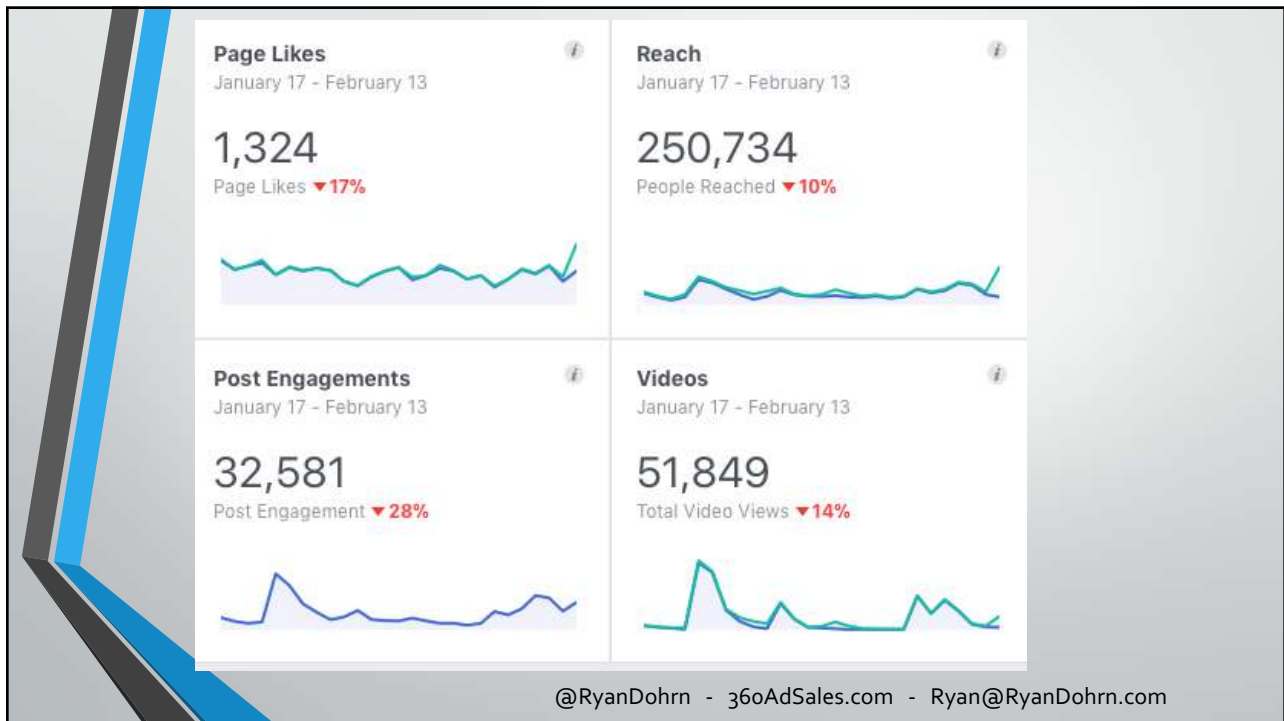 Page Likes
January 17 - February 13
1,324
Page Likes ▼17%
Reach
January 17 - February 13
250,734
People Reached ▼10%
Post Engagements
January 17 - February 13
32,581
Post Engagement ▼28%
Videos
January 17 - February 13
51,849
Total Video Views ▼14%
@RyanDohrn - 360AdSales.com - Ryan@RyanDohrn.com